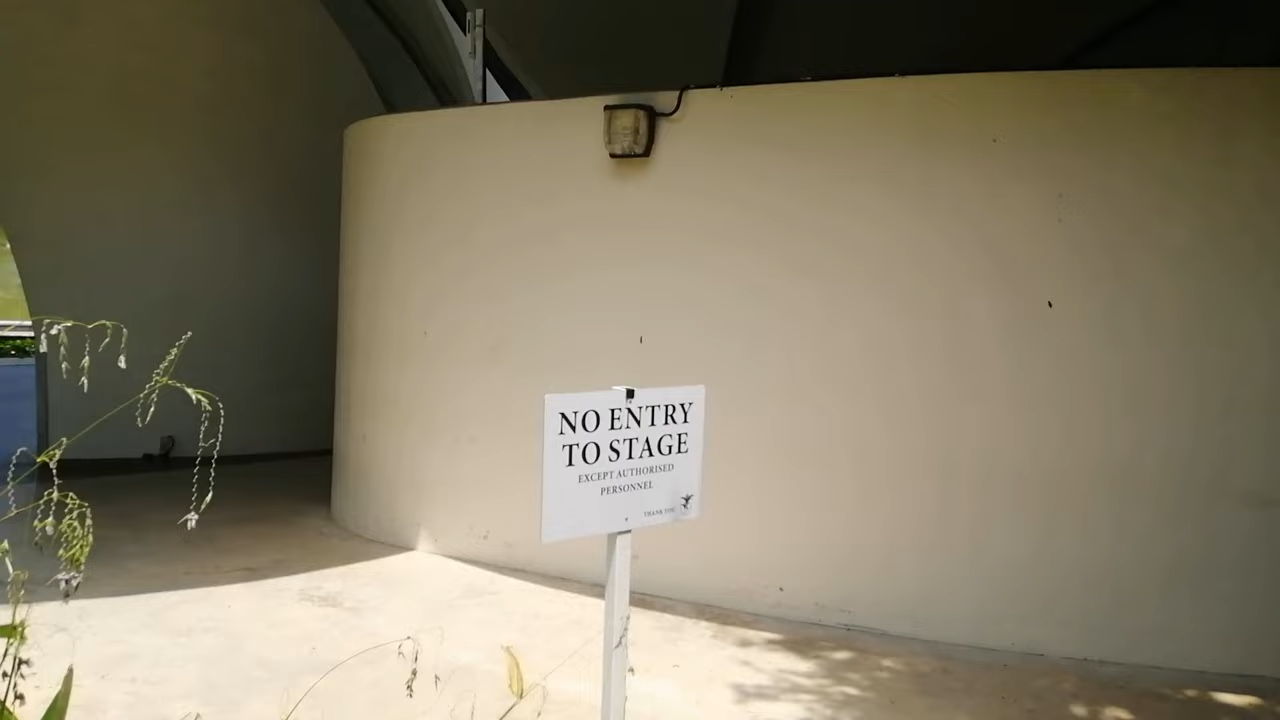 NO ENTRY
TO STAGE
EXCEPT AUTHORISED
PERSONNEL
THANK YOU